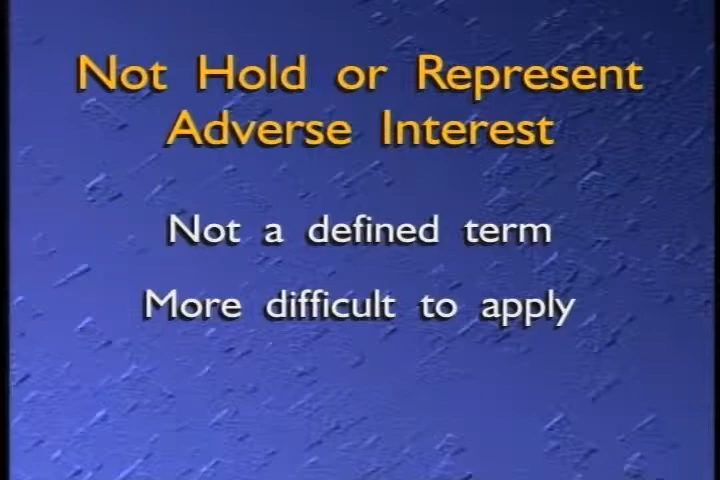 Not Hold or Represent
Adverse Interest
Not a defined term
More difficult to apply